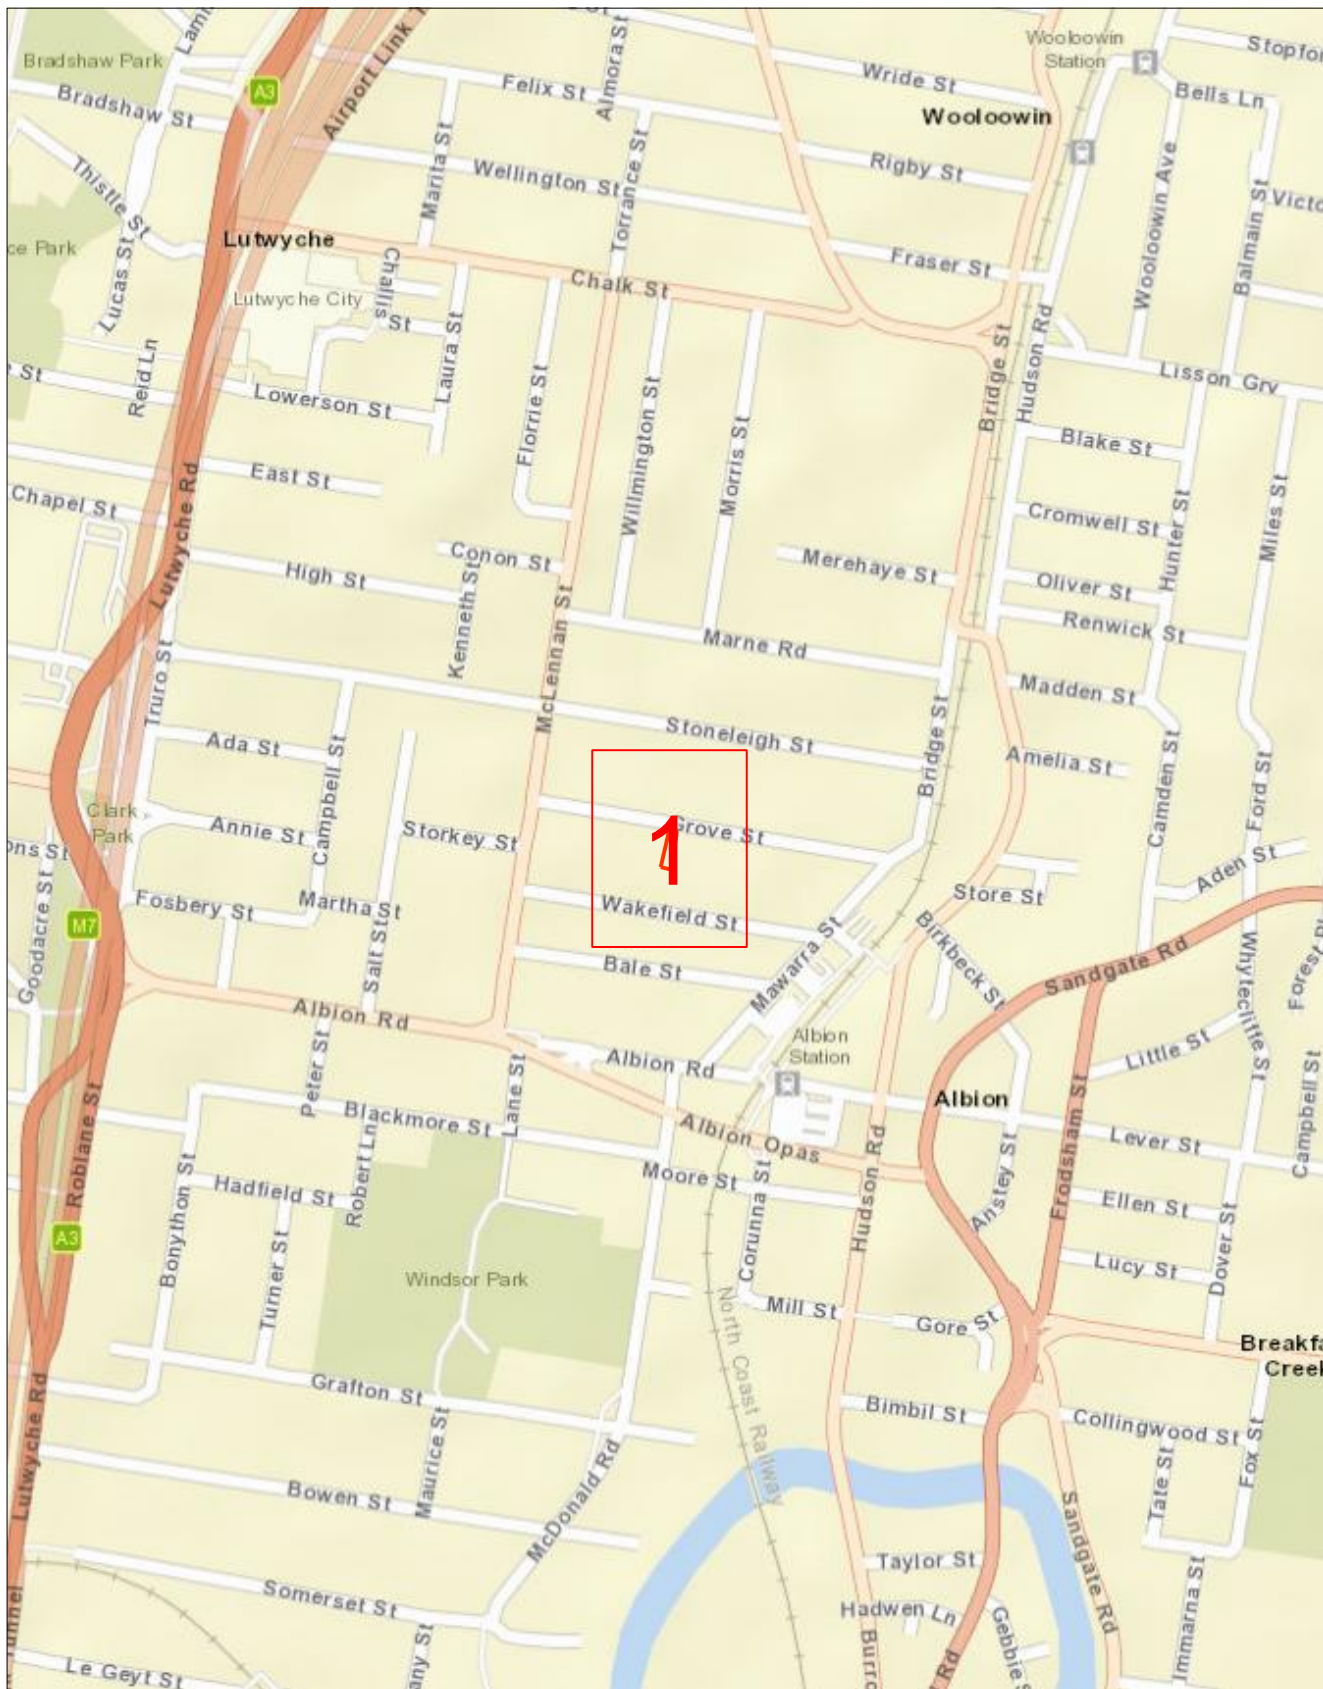 Bradshaw Park
Almora St
Wooloowin
Station
Felix St
Wride St
Bells Ln
A3
Bradshaw St
Airport Link
Wooloowin
Thistle St
Marita St
Wellington St
Torrance St
Rigby St
Wooloowin Ave
Balmain St
Lutwyche
Lucas St
Challis
St
Fraser St
Lutwyche City
Chalk St
Reid Ln
Laura St
Bridge St
Hudson Rd
Lisson Grv
St
Lowerson St
Florrie St
Willmington St
Morris St
Blake St
East St
Chapel St
Lutwyche Rd
Cromwell St
Hunter St
Miles St
High St
Conon St
Merehaye St
Oliver St
Kenneth St
McLennan St
Renwick St
Marne Rd
Truro St
Madden St
Stoneleigh St
Ada St
Campbell St
Bridge St
Amelia St
Camden St
Ford St
Clark
Park
Annie St
Storkey St
1
Grove St
Aden St
Goodacre St
Fosbery St
Martha St
Wakefield St
Store St
M7
Salt St
Bale St
Mawarra St
Birkbeck St
Sandgate Rd
Whytecliffe St
Albion Rd
Peter St
Albion
Station
Little St
Lane St
Albion Rd
Albion
Campbell St
Roblane St
Blackmore St
Albion Opas
Lever St
Robert Ln
Moore St
Hudson Rd
Anstey St
Frodsham St
Hadfield St
Bonython St
Corunna St
Ellen St
Dover St
A3
Turner St
Windsor Park
Lucy St
Mill St
Gore St
North Coast Railway
Grafton St
Lutwyche Rd
Maurice St
Bimbil St
Collingwood St
Fox St
Bowen St
McDonald Rd
Tate St
Sandgate Rd
Taylor St
Somerset St
Hadwen Ln
Immarna St
Le Geyt St
Rd